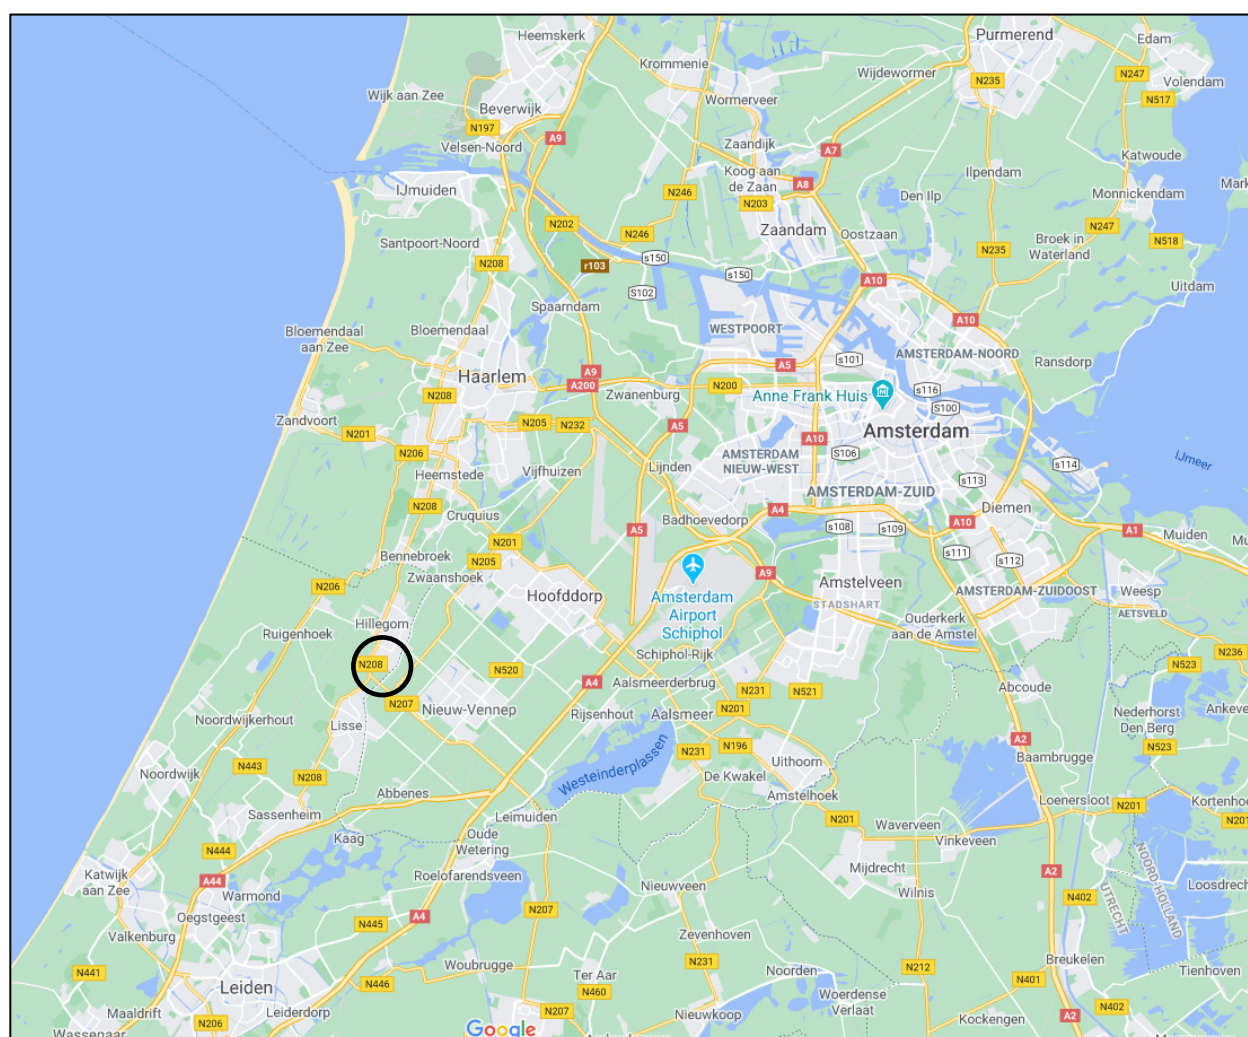 Heemskerk
Purmerend
Edam
Krommenie
Wijdewormer
N235
N247
Volendam
Wijk aan Zee
Wormerveer
N517
Beverwijk
N197
A9
Velsen-Noord
Zaandijk
A7
Katwoude
Koog aan
de Zaan
A8
Ilpendam
IJmuiden
N246
N203
Den Ilp
Monnickendam
Mark
N202
N246
Zaandam
Oostzaan
N247
Santpoort-Noord
Broek in
Waterland
N518
N235
N208
r103
s150
s150
A10
Uitdam
S102
Spaarndam
A10
Bloemendaal
aan Zee
Bloemendaal
WESTPOORT
s101
AMSTERDAM-NOORD
Ransdorp
A9
A5
Haarlem
A200
N200
s116
N208
Zwanenburg
Anne Frank Huis
S100
Zandvoort
N205
N232
A5
Amsterdam
N201
A10
N206
AMSTERDAM
NIEUW-WEST
S106
IJmeer
s114
Heemstede
Vijfhuizen
Lijnden
s113
AMSTERDAM-ZUID
N208
Cruquius
Badhoevedorp
A4
Diemen
A5
s108
s109
A10
A1
Muiden
Mu
N201
Bennebroek
s111
s112
N205
Zwaanshoek
N206
A9
Hoofddorp
Amsterdam
Airport
Schiphol
Amstelveen
STADSHART
AMSTERDAM-ZUIDOOST
Weesp
AETSVELD
Hillegom
Ruigenhoek
Ouderkerk
aan de Amstel
N208
N520
Schiphol-Rijk
N236
N523
A4
Aalsmeerderbrug
N231
N521
Abcoude
N207
Nieuw-Vennep
Rijsenhout
Aalsmeer
N201
Nederhorst
Den Berg
Ankeve
Noordwijkerhout
Lisse
N196
A2
N231
N523
N443
Noordwijk
N208
Westeinderplassen
De Kwakel
Uithoorn
Baambrugge
Abbenes
Amstelhoek
Loenersloot
N201
Kortenhoe
Sassenheim
Leimuiden
N201
Waverveen
N201
Kaag
Oude
Wetering
Vinkeveen
N444
Katwijk
aan Zee
A44
Roelofarendsveen
Mijdrecht
A2
Warmond
Nieuwveen
Wilnis
NOORD-HOLLAND
UTRECHT
Loosdrech
N402
Oegstgeest
A4
N207
N445
Valkenburg
Zevenhoven
Breukelen
N441
Woubrugge
N231
N212
Ter Aar
Noorden
N401
Tienhoven
Leiden
N446
N460
Woerdense
Verlaat
N402
Maaldrift
Leiderdorp
N207
Nieuwkoop
A2
N206
Kockengen
Wassenaar
Google